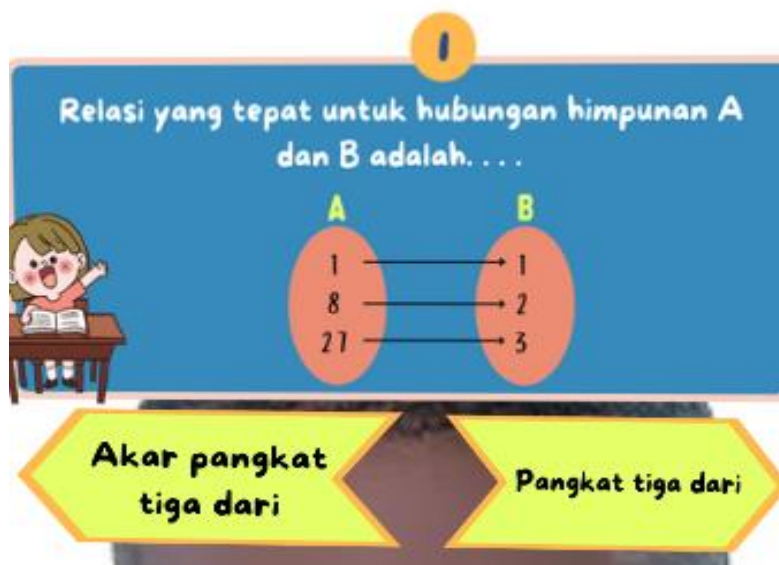 1
Relasi yang tepat untuk hubungan himpunan A
dan B adalah. . . .
A B
1 1
8 2
27 3
Akar pangkat
tiga dari
Pangkat tiga dari